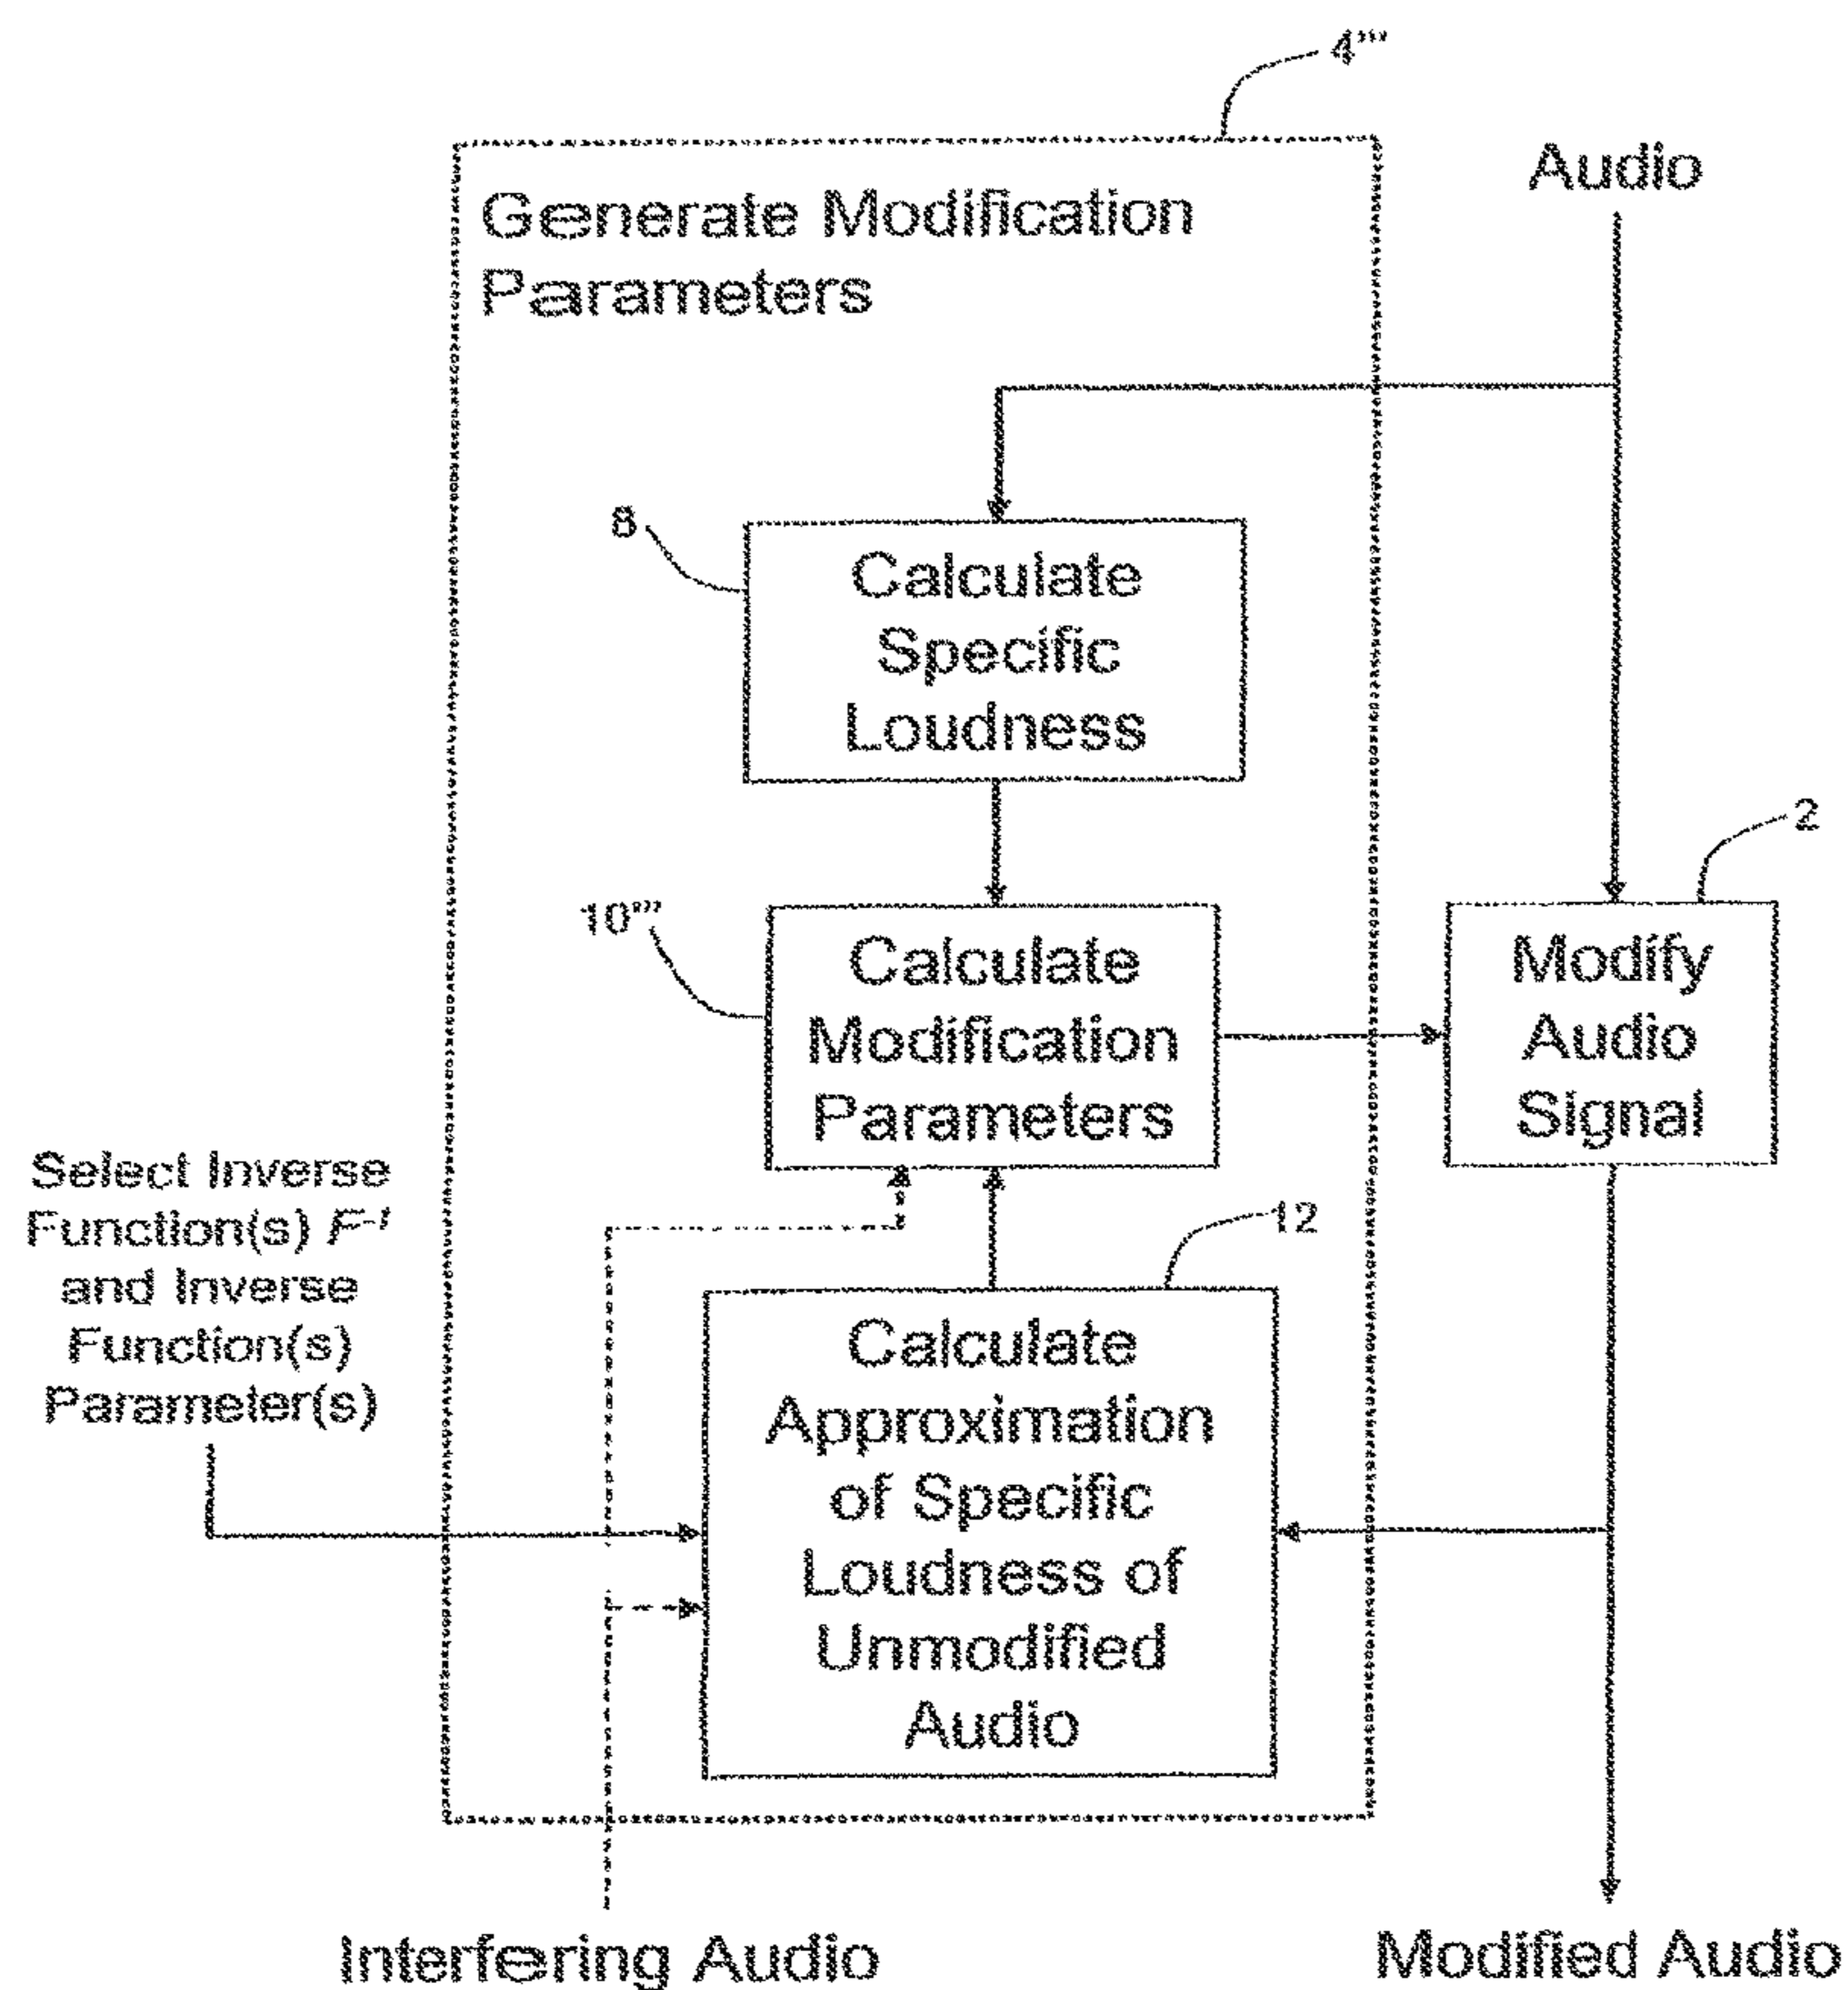 4''''
Audio
Generate Modification
Parameters
8
Calculate
Specific
Loudness
2
10''''
Calculate
Modification
Parameters
Modify
Audio
Signal
Select Inverse
Function(s) F⁻¹
and Inverse
Function(s)
Parameter(s)
12
Calculate
Approximation
of Specific
Loudness of
Unmodified
Audio
Interfering Audio
Modified Audio